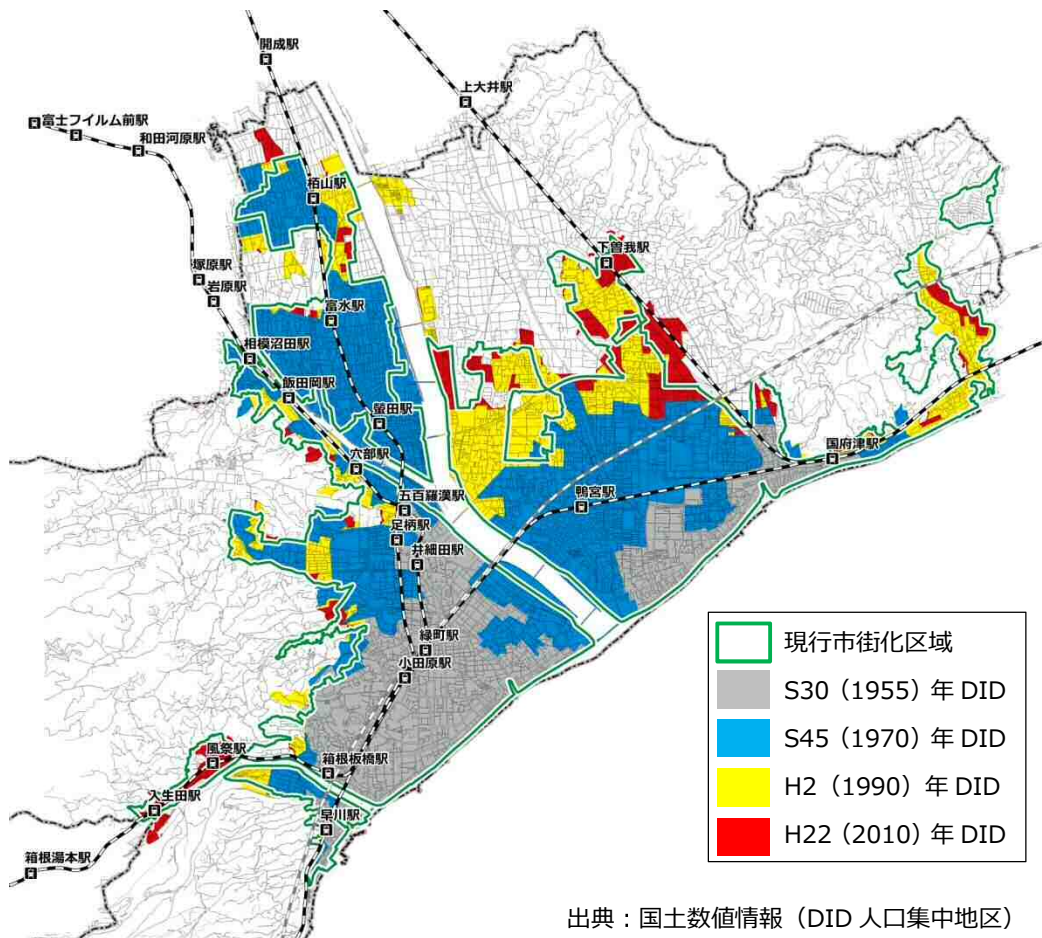 開成駅
上大井駅
富士フイルム前駅
和田河原駅
栢山駅
下曽我駅
塚原駅
岩原駅
富水駅
相模沼田駅
飯田岡駅
螢田駅
国府津駅
穴部駅
五百羅漢駅
鴨宮駅
足柄駅
井細田駅
緑町駅
小田原駅
風祭駅
箱根板橋駅
入生田駅
早川駅
箱根湯本駅
現行市街化区域
S30（1955）年 DID
S45（1970）年 DID
H2（1990）年 DID
H22（2010）年 DID
出典：国土数値情報（DID 人口集中地区）